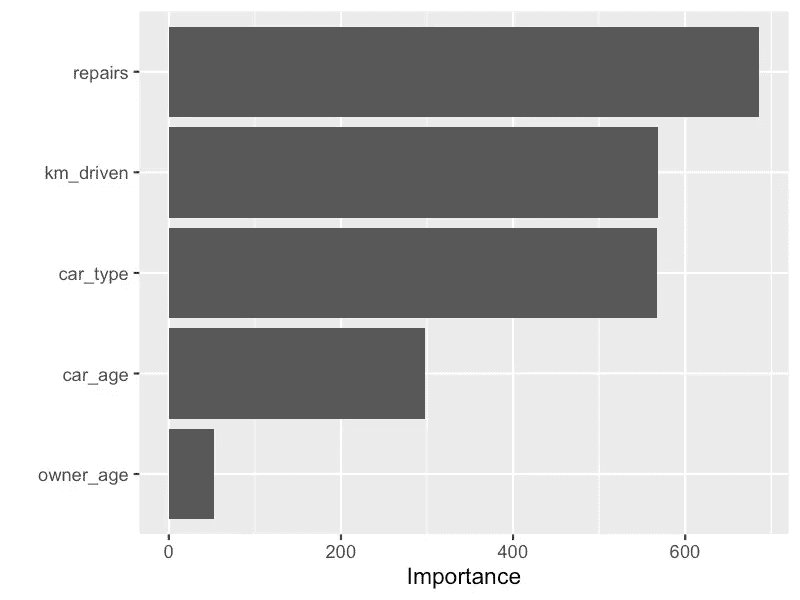 repairs
km_driven
car_type
car_age
owner_age
0 200 400 600
Importance